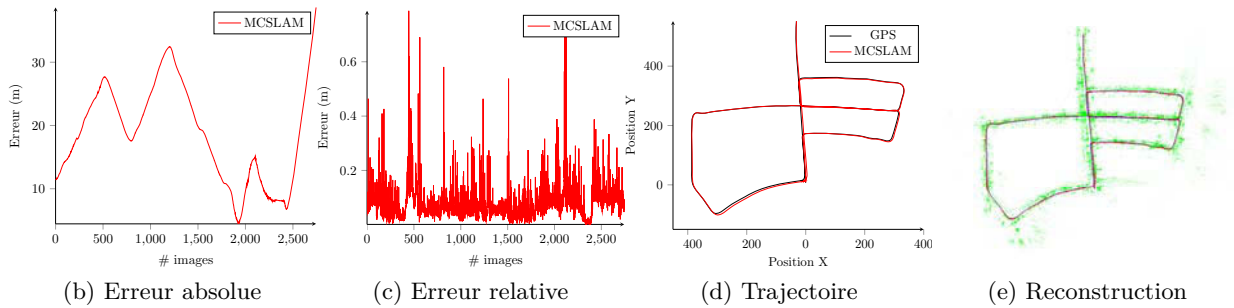 MCSLAM
Erreur (m)
30
20
10
0
500
1,000
1,500
2,000
2,500
# images
(b) Erreur absolue
MCSLAM
Erreur (m)
0.6
0.4
0.2
0
500
1,000
1,500
2,000
2,500
# images
(c) Erreur relative
GPS
MCSLAM
Position Y
400
200
0
400
200
0
200
400
Position X
(d) Trajectoire
(e) Reconstruction